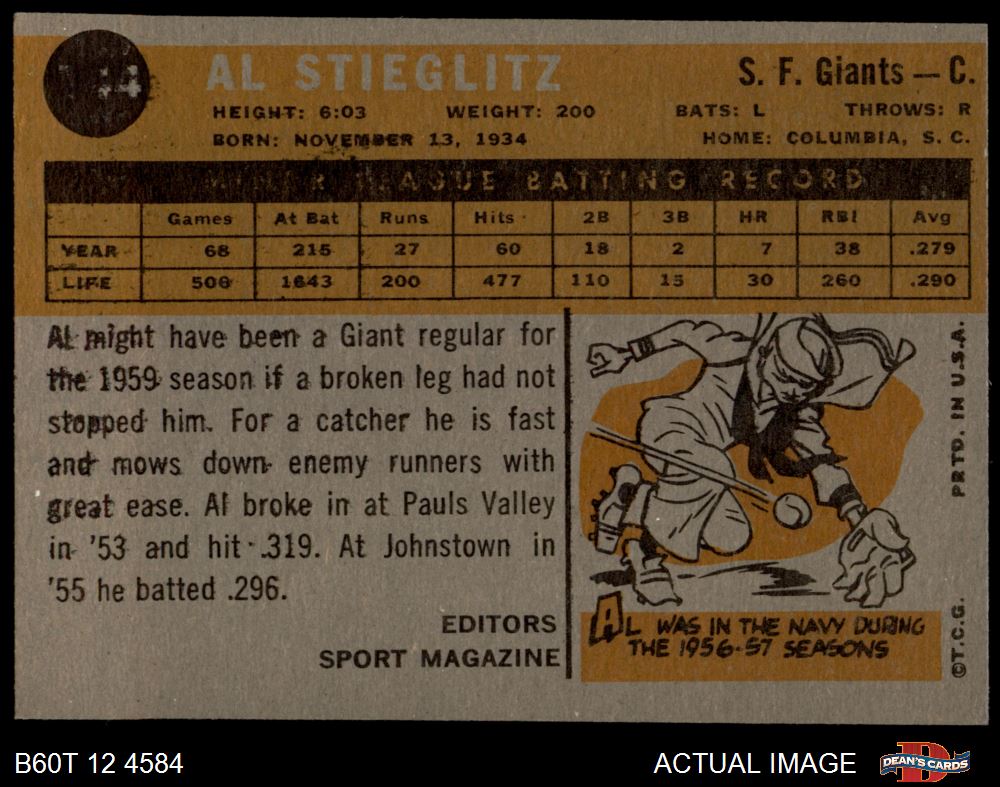 AL STIEGLITZ
S. F. Giants — C.
HEIGHT: 6:03 WEIGHT: 200 BATS: L THROWS: R
BORN: NOVEMBER 13, 1934 HOME: COLUMBIA, S. C.
MINOR LEAGUE BATTING RECORD
Games At Bat Runs Hits 2B 3B HR RBI Avg
YEAR 68 215 27 60 18 2 7 38 .279
LIFE 506 1643 200 477 110 15 30 260 .290
Al might have been a Giant regular for
the 1959 season if a broken leg had not
stopped him. For a catcher he is fast
and mows down enemy runners with
great ease. Al broke in at Pauls Valley
in '53 and hit .319. At Johnstown in
'55 he batted .296.
EDITORS
SPORT MAGAZINE
AL WAS IN THE NAVY DURING
THE 1956-57 SEASONS
©T.C.G. PRTD. IN U.S.A.
B60T 12 4584
ACTUAL IMAGE
DEAN'S CARDS